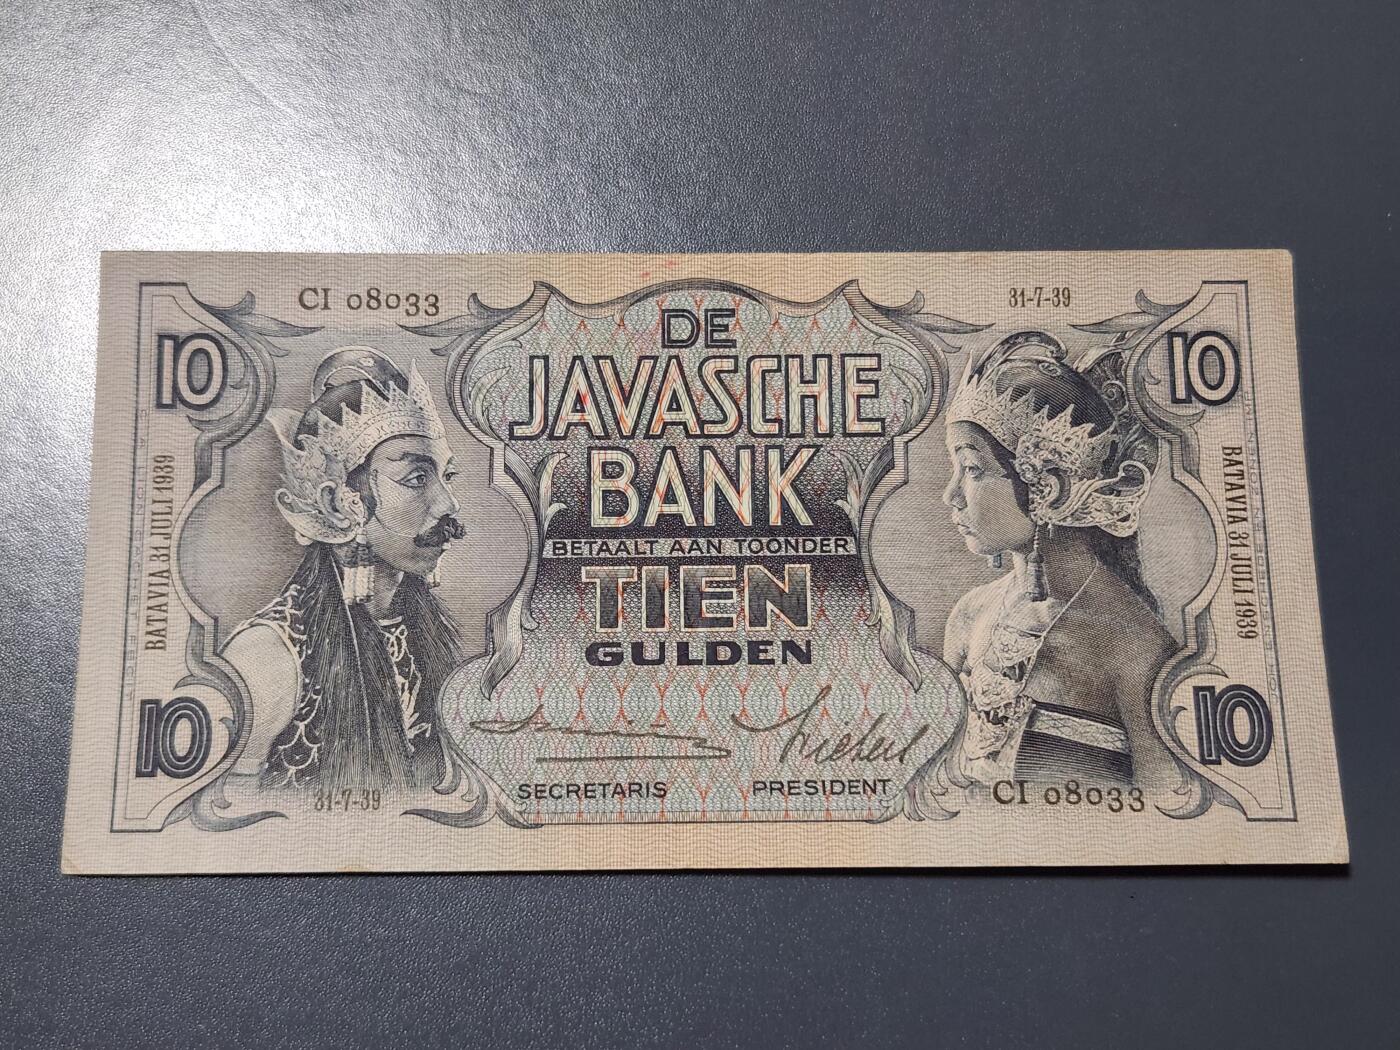 CI 08033
31-7-39
10
10
DE
JAVASCHE
BANK
BETAALT AAN TOONDER
TIEN
GULDEN
BATAVIA 31 JULI 1939
BATAVIA 31 JULI 1939
10
10
SECRETARIS
PRESIDENT
31-7-39
CI 08033